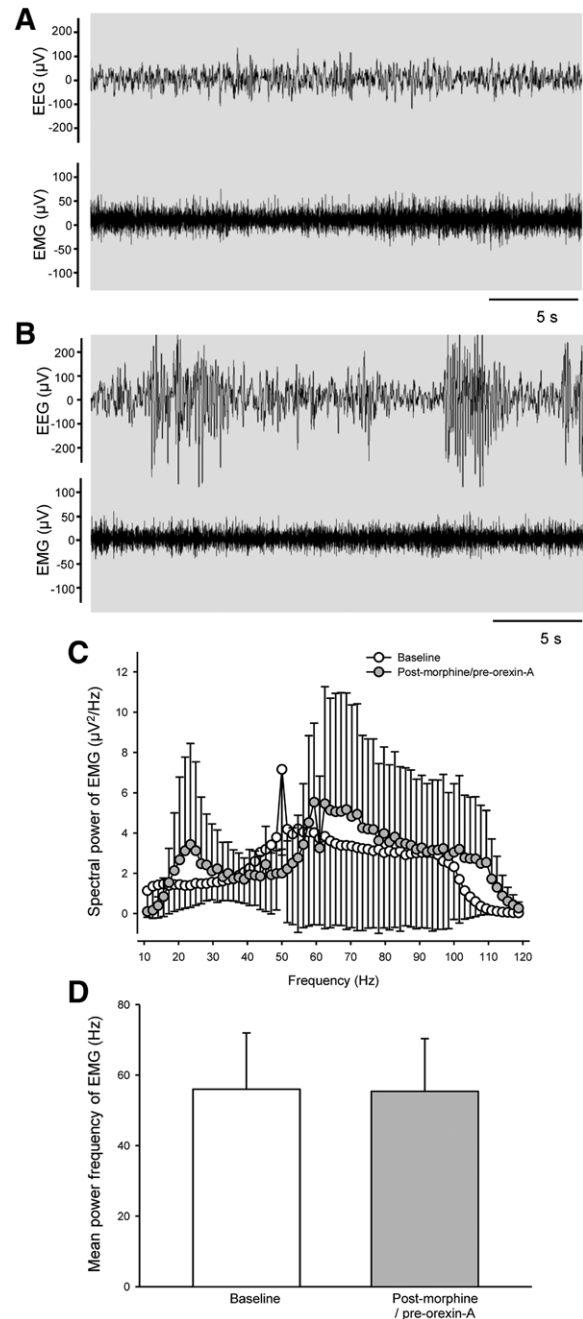 A
EEG (µV)
200
100
0
-100
-200
EMG (µV)
100
50
0
-50
-100
5 s
B
EEG (µV)
200
100
0
-100
-200
EMG (µV)
100
50
0
-50
-100
5 s
C
Baseline
Post-morphine/pre-orexin-A
Spectral power of EMG (µV²/Hz)
12
10
8
6
4
2
0
10 20 30 40 50 60 70 80 90 100 110 120
Frequency (Hz)
D
Mean power frequency of EMG (Hz)
80
60
40
20
0
Baseline
Post-morphine
/ pre-orexin-A